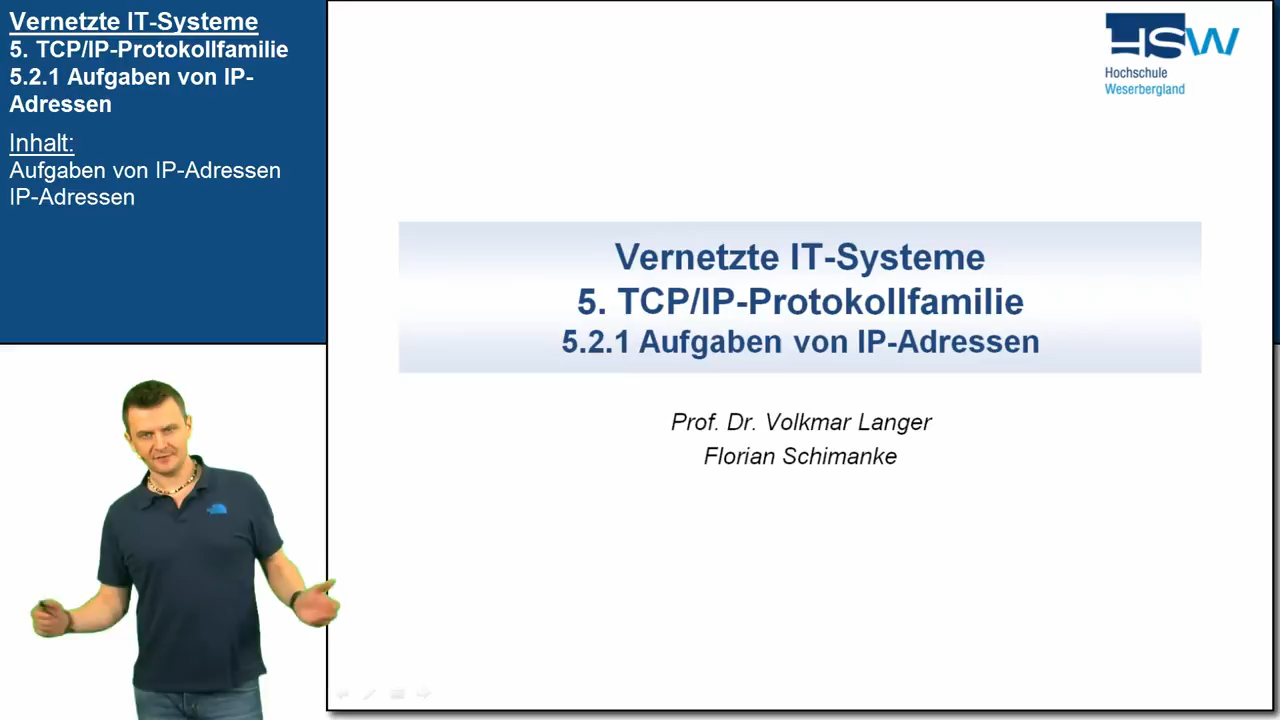 Vernetzte IT-Systeme
5. TCP/IP-Protokollfamilie
5.2.1 Aufgaben von IP-
Adressen
Inhalt:
Aufgaben von IP-Adressen
IP-Adressen
HSW
Hochschule
Weserbergland
Vernetzte IT-Systeme
5. TCP/IP-Protokollfamilie
5.2.1 Aufgaben von IP-Adressen
Prof. Dr. Volkmar Langer
Florian Schimanke